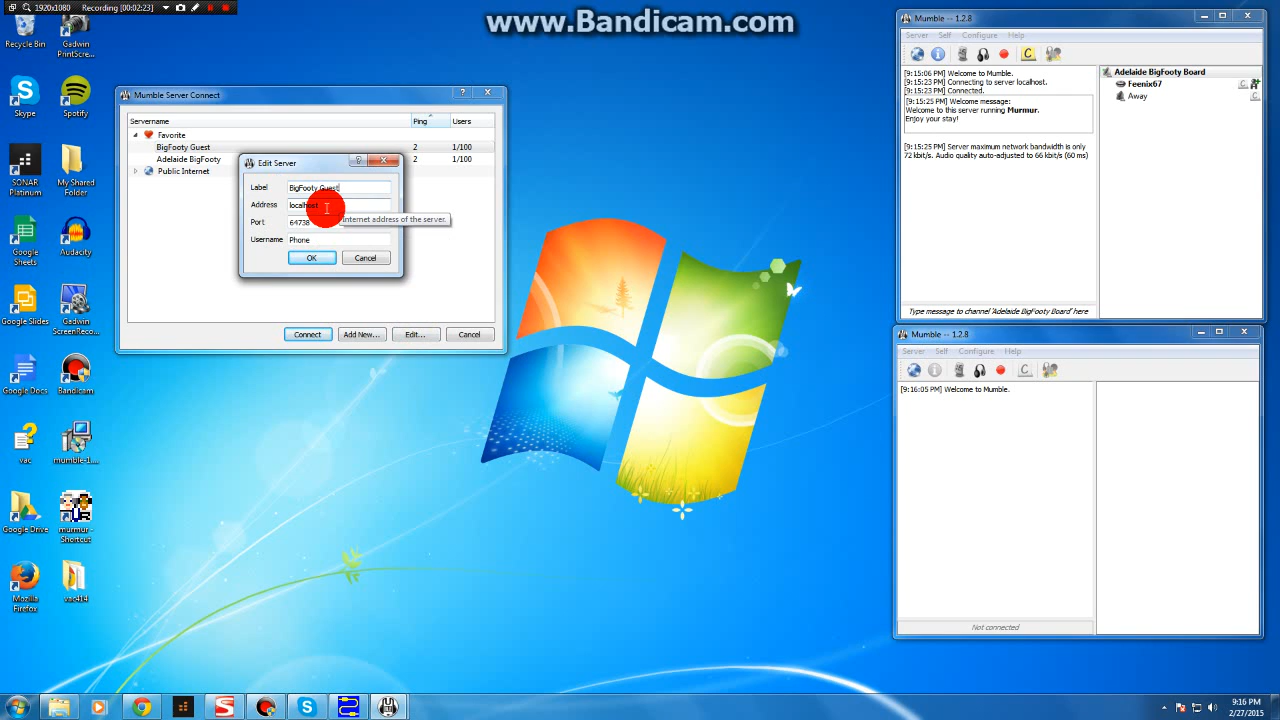 1920x1080 Recording [00:02:23]
www.Bandicam.com
Recycle Bin
Gadwin PrintScre...
Skype
Spotify
SONAR Platinum
My Shared Folder
Google Sheets
Audacity
Google Slides
Gadwin ScreenReco...
Google Docs
Bandicam
vac
mumble-1....
Google Drive
murmur - Shortcut
Mozilla Firefox
vac414
Mumble Server Connect
Servername Ping Users
Favorite
BigFooty Guest 2 1/100
Adelaide BigFooty 2 1/100
Public Internet
Edit Server
Label BigFooty Guest
Address localhost
Internet address of the server.
Port 64738
Username Phone
OK Cancel
Connect Add New... Edit... Cancel
Mumble -- 1.2.8
Server Self Configure Help
[9:15:06 PM] Welcome to Mumble.
[9:15:23 PM] Connecting to server localhost.
[9:15:23 PM] Connected.
[9:15:25 PM] Welcome message:
Welcome to this server running Murmur.
Enjoy your stay!
[9:15:25 PM] Server maximum network bandwidth is only
72 kbit/s. Audio quality auto-adjusted to 66 kbit/s (60 ms)
Type message to channel 'Adelaide BigFooty Board' here
Adelaide BigFooty Board
Feenix67
Away
Mumble -- 1.2.8
Server Self Configure Help
[9:16:05 PM] Welcome to Mumble.
Not connected
9:16 PM
2/27/2015